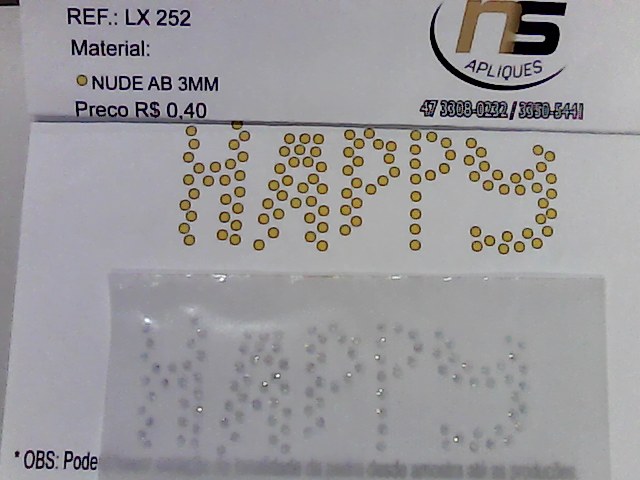 REF.: LX 252
Material:
NUDE AB 3MM
Preco R$ 0,40
ns
APLIQUES
47 3308-0232 / 3350-5441
HAPPY
HAPPY
* OBS: Pode